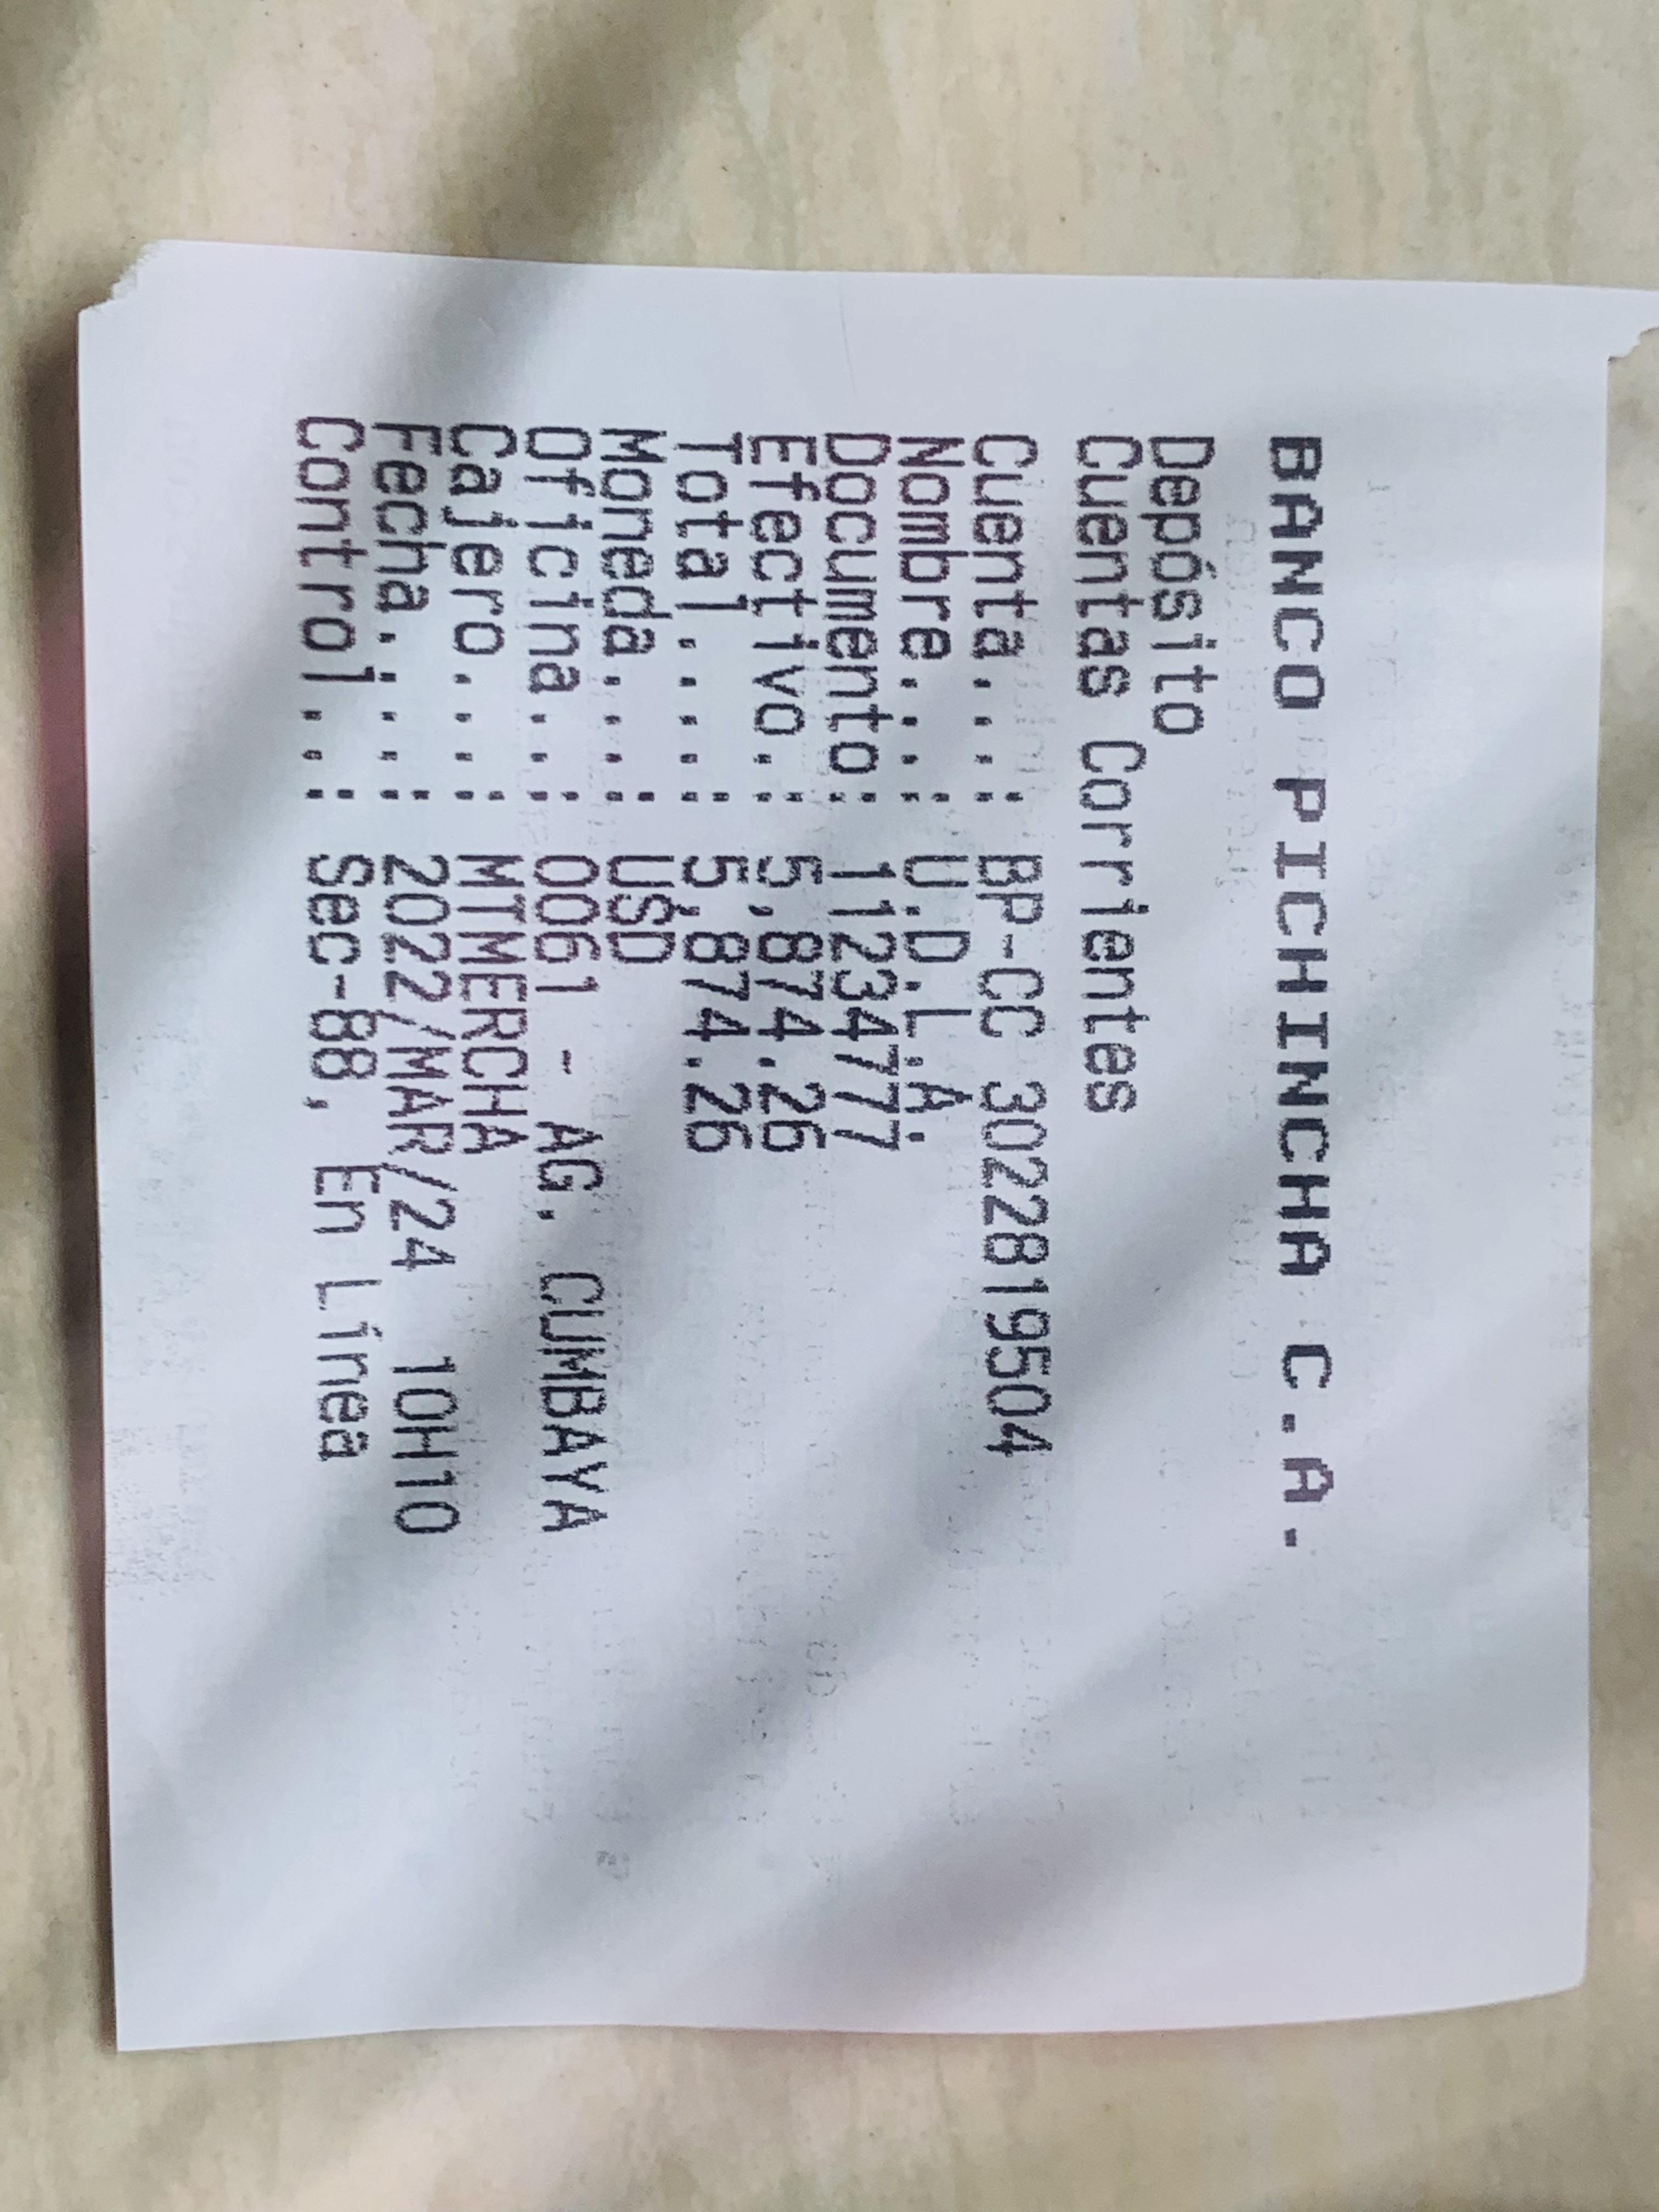 BANCO PICHINCHA C.A.
Depósito
Cuentas Corrientes
Cuenta....: BP-CC 3022819504
Nombre....: U.D.L.A.
Documento.: 11234777
Efectivo..: 5,874.26
Total.....: 5,874.26
Moneda....: USD
Oficina...: 0061 - AG. CUMBAYA
Cajero....: MTMERCHA
Fecha.....: 2022/MAR/24 10H10
Control...: Sec-88, En Linea